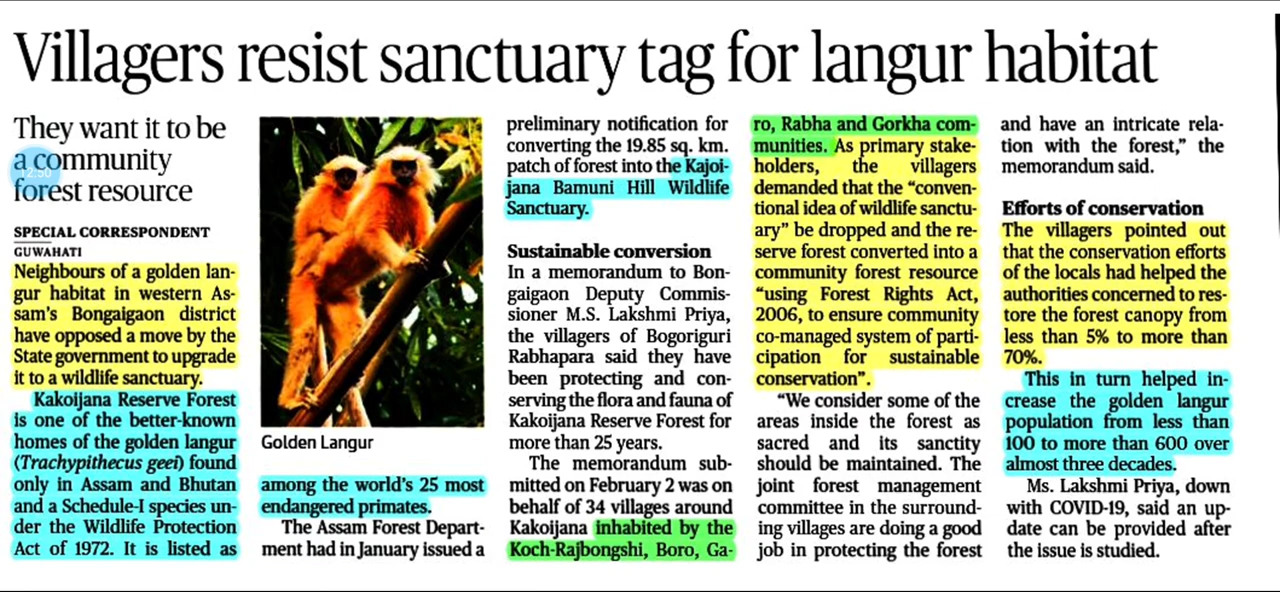 Villagers resist sanctuary tag for langur habitat
They want it to be
a community
forest resource
12:50
SPECIAL CORRESPONDENT
GUWAHATI
Neighbours of a golden lan-
gur habitat in western As-
sam's Bongaigaon district
have opposed a move by the
State government to upgrade
it to a wildlife sanctuary.
Kakoijana Reserve Forest
is one of the better-known
homes of the golden langur
(Trachypithecus geei) found
only in Assam and Bhutan
and a Schedule-I species un-
der the Wildlife Protection
Act of 1972. It is listed as
Golden Langur
among the world's 25 most
endangered primates.
The Assam Forest Depart-
ment had in January issued a
preliminary notification for
converting the 19.85 sq. km.
patch of forest into the Kajoi-
jana Bamuni Hill Wildlife
Sanctuary.
Sustainable conversion
In a memorandum to Bon-
gaigaon Deputy Commis-
sioner M.S. Lakshmi Priya,
the villagers of Bogoriguri
Rabhapara said they have
been protecting and con-
serving the flora and fauna of
Kakoijana Reserve Forest for
more than 25 years.
The memorandum sub-
mitted on February 2 was on
behalf of 34 villages around
Kakoijana inhabited by the
Koch-Rajbongshi, Boro, Ga-
ro, Rabha and Gorkha com-
munities. As primary stake-
holders, the villagers
demanded that the “conven-
tional idea of wildlife sanctu-
ary” be dropped and the re-
serve forest converted into a
community forest resource
“using Forest Rights Act,
2006, to ensure community
co-managed system of parti-
cipation for sustainable
conservation”.
“We consider some of the
areas inside the forest as
sacred and its sanctity
should be maintained. The
joint forest management
committee in the surround-
ing villages are doing a good
job in protecting the forest
and have an intricate rela-
tion with the forest,” the
memorandum said.
Efforts of conservation
The villagers pointed out
that the conservation efforts
of the locals had helped the
authorities concerned to res-
tore the forest canopy from
less than 5% to more than
70%.
This in turn helped in-
crease the golden langur
population from less than
100 to more than 600 over
almost three decades.
Ms. Lakshmi Priya, down
with COVID-19, said an up-
date can be provided after
the issue is studied.